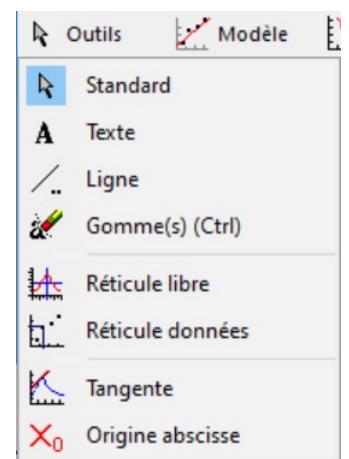 Outils Modèle
Standard
Texte
Ligne
Gomme(s) (Ctrl)
Réticule libre
Réticule données
Tangente
Origine abscisse